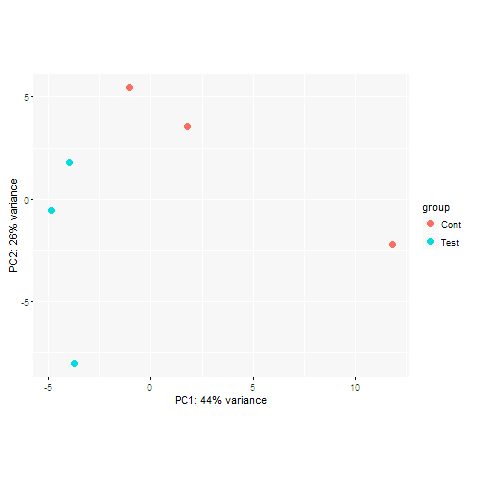 5
0
-5
PC2: 26% variance
-5 0 5 10
PC1: 44% variance
group
Cont
Test